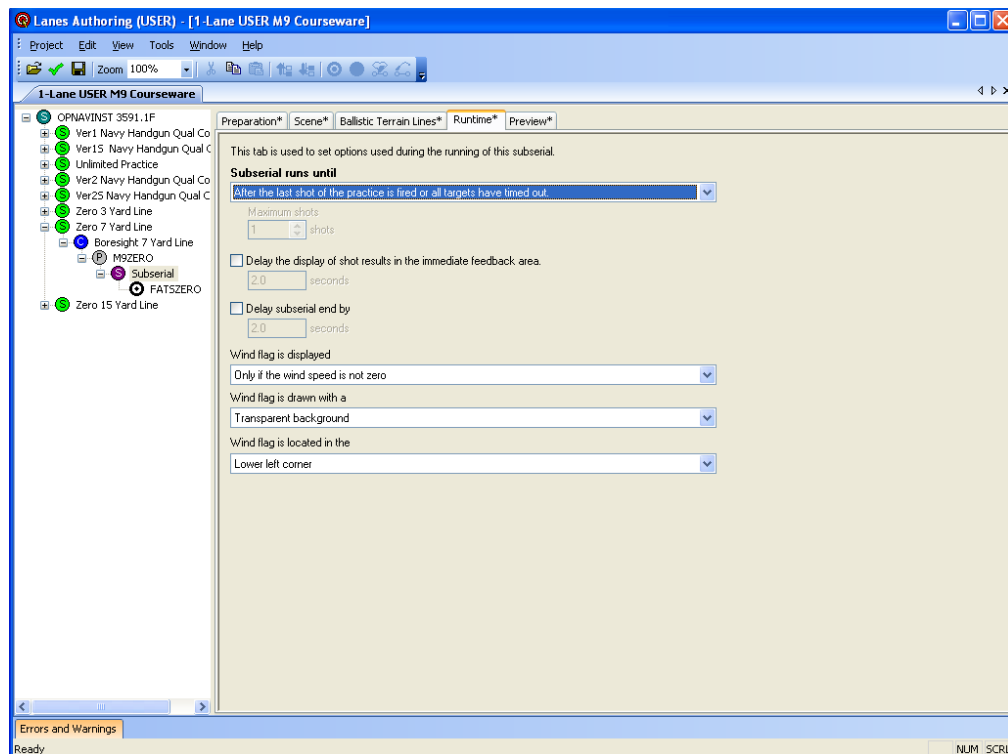 Lanes Authoring (USER) - [1-Lane USER M9 Courseware]
Project Edit View Tools Window Help
Zoom 100%
1-Lane USER M9 Courseware
OPNAVINST 3591.1F
Ver1 Navy Handgun Qual Co
Ver1S Navy Handgun Qual C
Unlimited Practice
Ver2 Navy Handgun Qual Co
Ver2S Navy Handgun Qual C
Zero 3 Yard Line
Zero 7 Yard Line
Boresight 7 Yard Line
M9ZERO
Subserial
FATSZERO
Zero 15 Yard Line
Preparation* Scene* Ballistic Terrain Lines* Runtime* Preview*
This tab is used to set options used during the running of this subserial.
Subserial runs until
After the last shot of the practice is fired or all targets have timed out.
Maximum shots
1 shots
Delay the display of shot results in the immediate feedback area.
2.0 seconds
Delay subserial end by
2.0 seconds
Wind flag is displayed
Only if the wind speed is not zero
Wind flag is drawn with a
Transparent background
Wind flag is located in the
Lower left corner
Errors and Warnings
Ready NUM SCRL